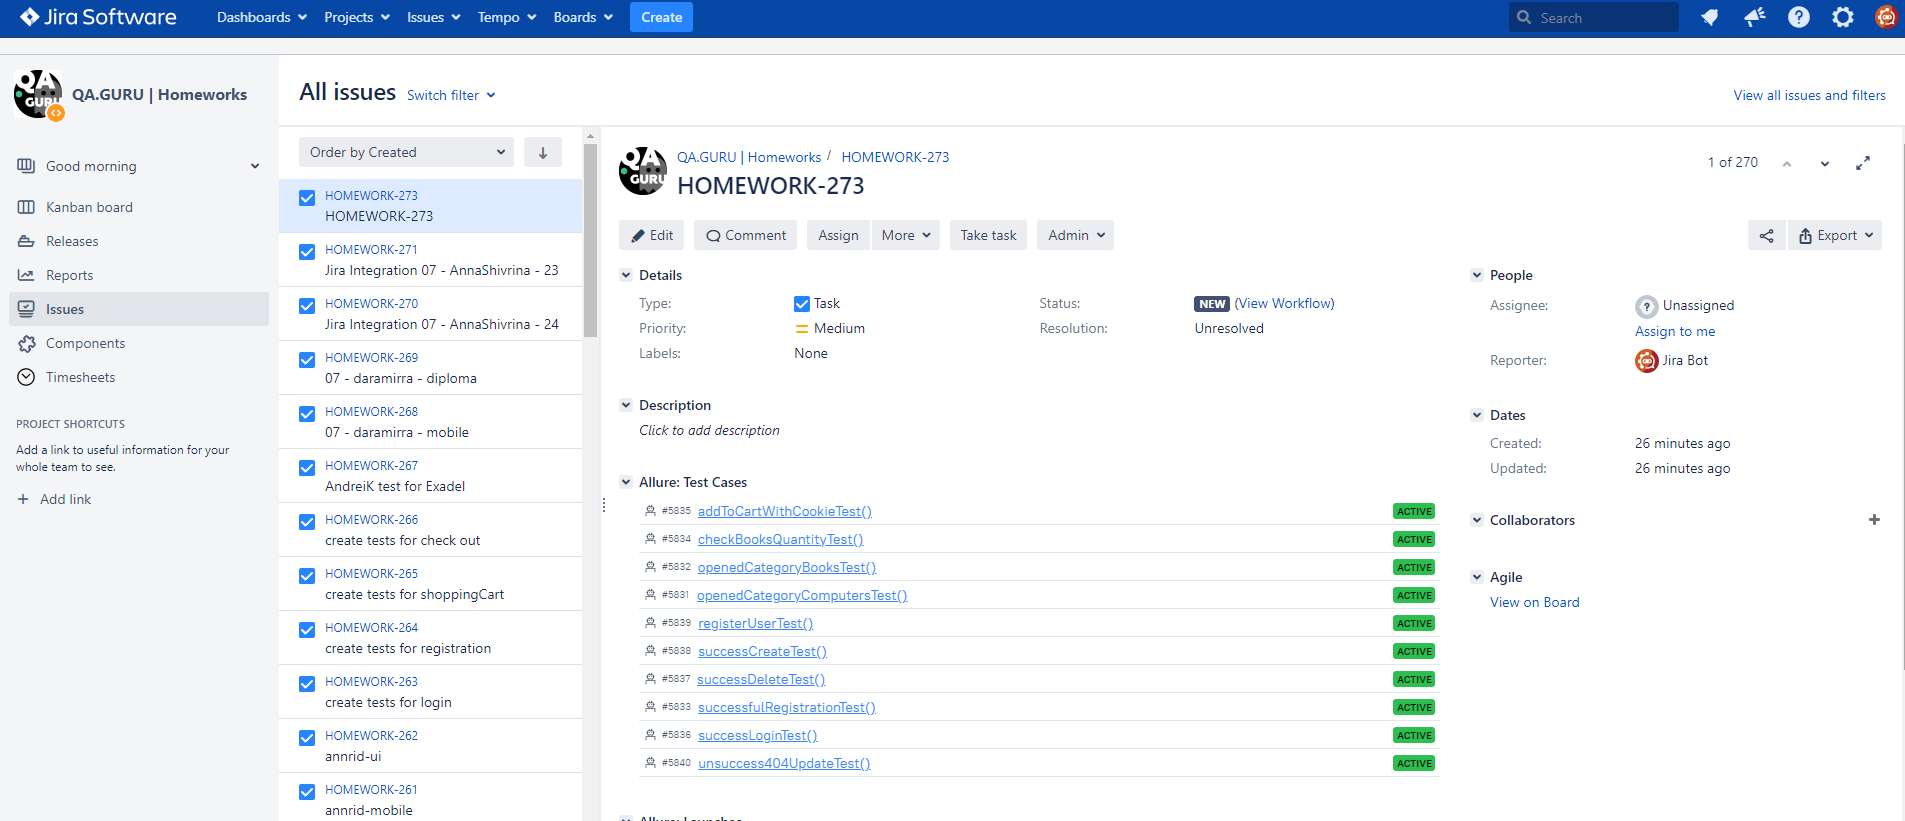 Jira Software
Dashboards Projects Issues Tempo Boards Create Search
QA GURU
QA.GURU | Homeworks
Good morning
Kanban board
Releases
Reports
Issues
Components
Timesheets
PROJECT SHORTCUTS
Add a link to useful information for your
whole team to see.
Add link
All issues Switch filter
View all issues and filters
Order by Created
HOMEWORK-273
HOMEWORK-273
HOMEWORK-271
Jira Integration 07 - AnnaShivrina - 23
HOMEWORK-270
Jira Integration 07 - AnnaShivrina - 24
HOMEWORK-269
07 - daramirra - diploma
HOMEWORK-268
07 - daramirra - mobile
HOMEWORK-267
AndreiK test for Exadel
HOMEWORK-266
create tests for check out
HOMEWORK-265
create tests for shoppingCart
HOMEWORK-264
create tests for registration
HOMEWORK-263
create tests for login
HOMEWORK-262
annrid-ui
HOMEWORK-261
annrid-mobile
QA GURU
QA.GURU | Homeworks / HOMEWORK-273
HOMEWORK-273
1 of 270
Edit Comment Assign More Take task Admin Export
Details
Type: Task
Status: NEW (View Workflow)
Priority: Medium
Resolution: Unresolved
Labels: None
Description
Click to add description
Allure: Test Cases
#5835 addToCartWithCookieTest() ACTIVE
#5834 checkBooksQuantityTest() ACTIVE
#5832 openedCategoryBooksTest() ACTIVE
#5831 openedCategoryComputersTest() ACTIVE
#5839 registerUserTest() ACTIVE
#5838 successCreateTest() ACTIVE
#5837 successDeleteTest() ACTIVE
#5833 successfulRegistrationTest() ACTIVE
#5836 successLoginTest() ACTIVE
#5840 unsuccess404UpdateTest() ACTIVE
Allure: Launches
People
Assignee: Unassigned
Assign to me
Reporter: Jira Bot
Dates
Created: 26 minutes ago
Updated: 26 minutes ago
Collaborators
Agile
View on Board